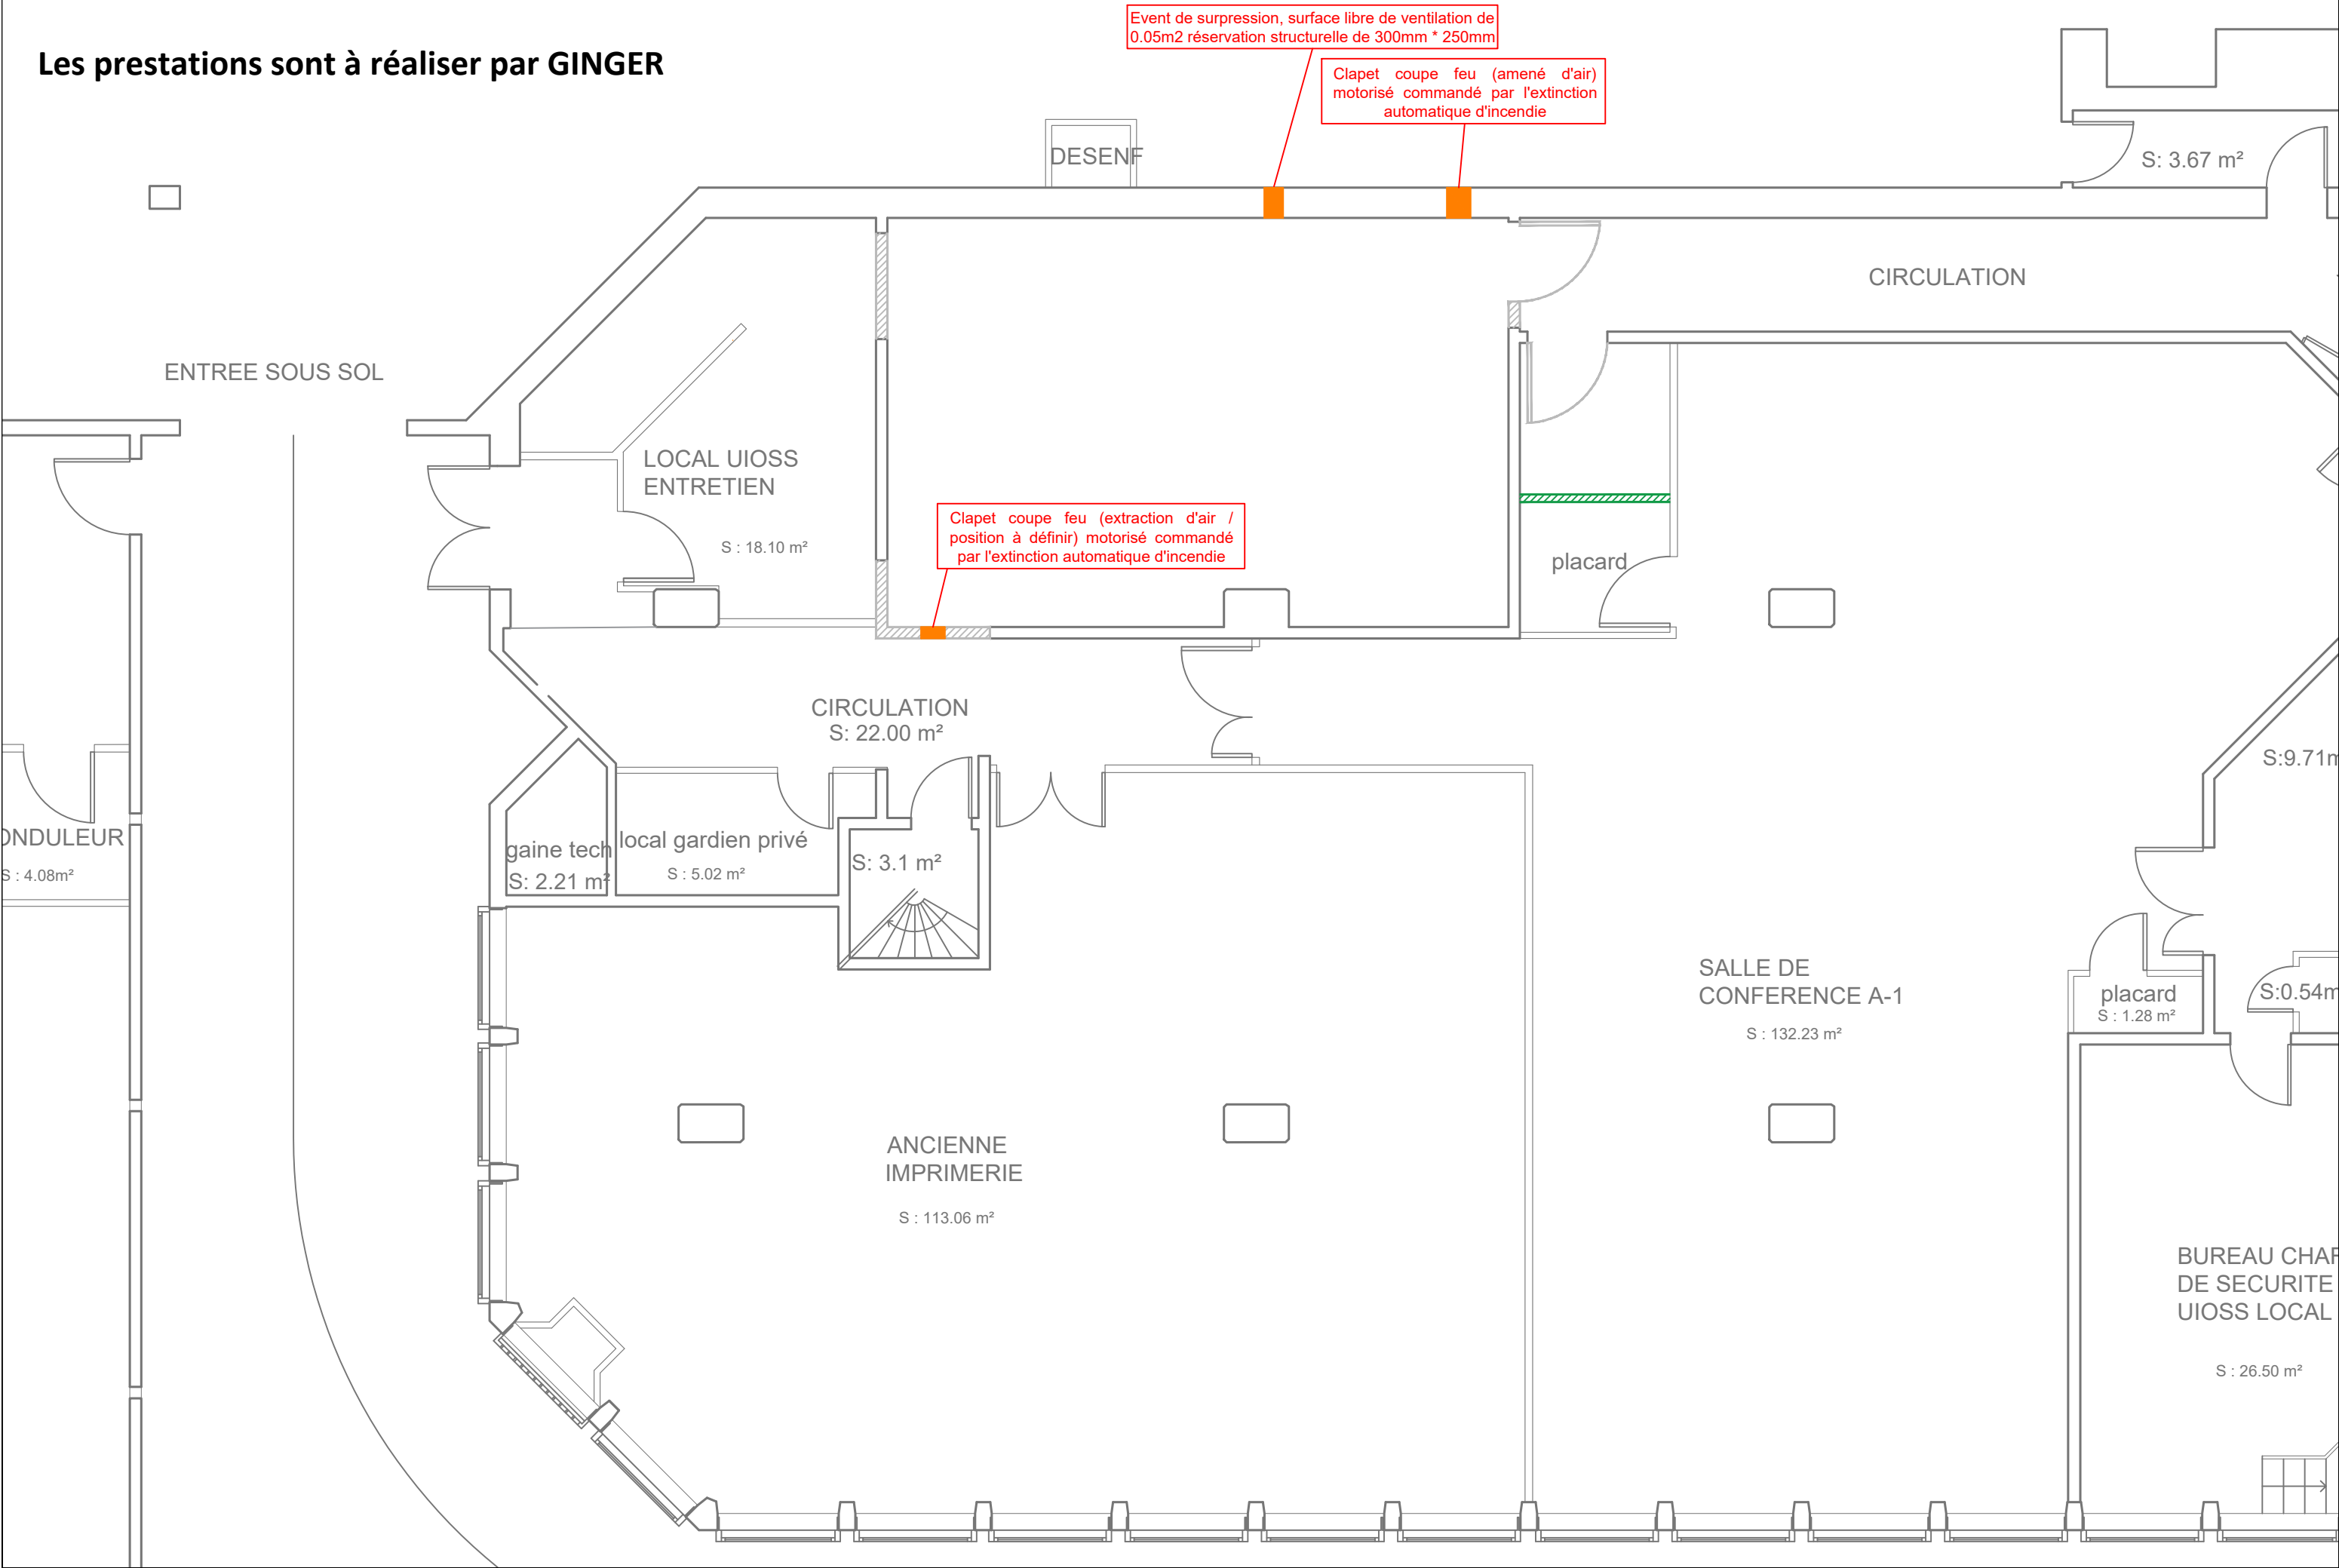 Les prestations sont à réaliser par GINGER
Event de surpression, surface libre de ventilation de
0.05m2 réservation structurelle de 300mm * 250mm
Clapet coupe feu (amené d'air)
motorisé commandé par l'extinction
automatique d'incendie
DESENF
S: 3.67 m²
CIRCULATION
ENTREE SOUS SOL
LOCAL UIOSS
ENTRETIEN
S : 18.10 m²
Clapet coupe feu (extraction d'air /
position à définir) motorisé commandé
par l'extinction automatique d'incendie
placard
CIRCULATION
S: 22.00 m²
S:9.71m
ONDULEUR
S : 4.08m²
gaine tech
S: 2.21 m²
local gardien privé
S : 5.02 m²
S: 3.1 m²
SALLE DE
CONFERENCE A-1
S : 132.23 m²
placard
S : 1.28 m²
S:0.54m
ANCIENNE
IMPRIMERIE
S : 113.06 m²
BUREAU CHAR
DE SECURITE
UIOSS LOCAL
S : 26.50 m²